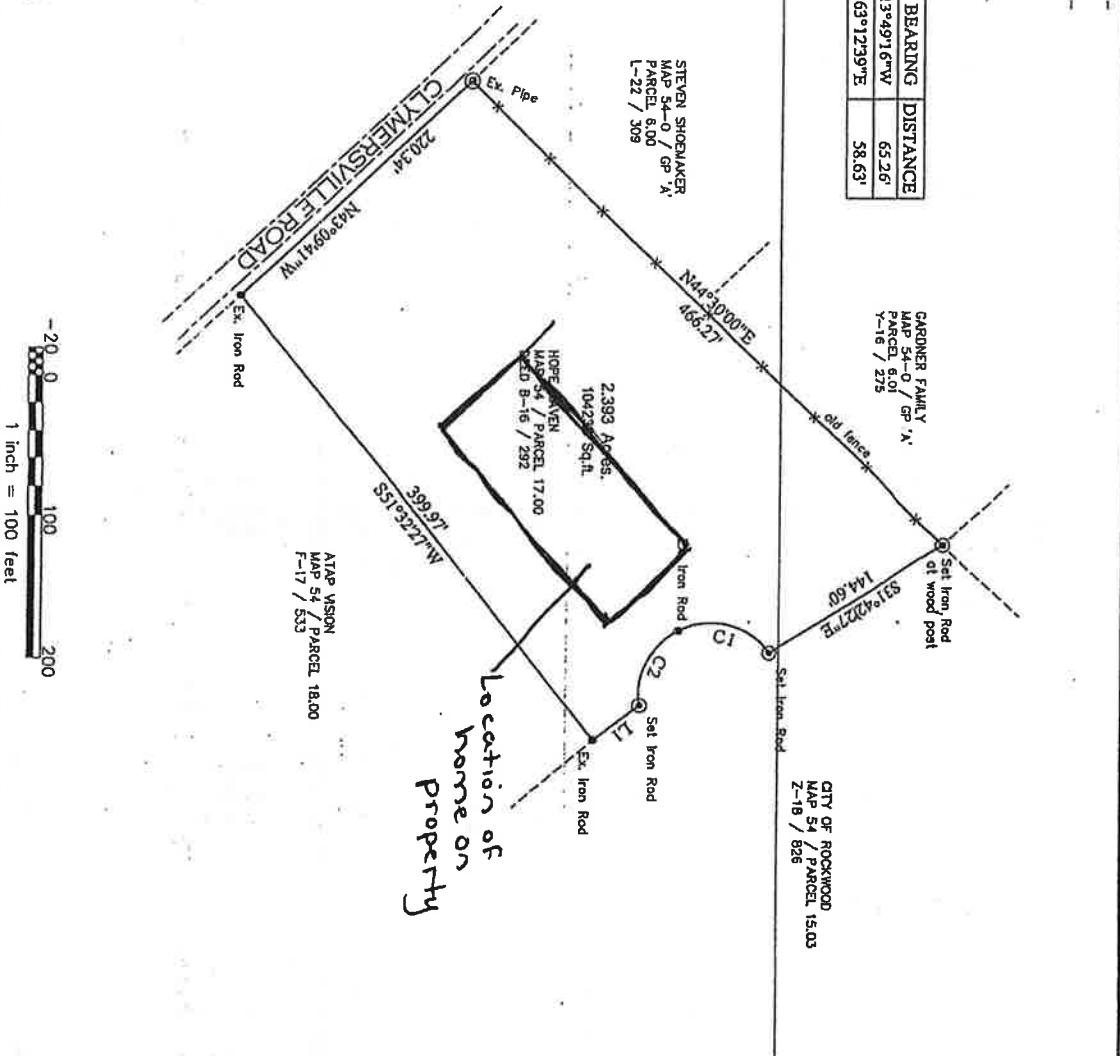 BEARING DISTANCE
3°49'16"W 65.26'
63°12'39"E 58.63'
STEVEN SHOEMAKER
MAP 54-O / GP 'A'
PARCEL 6.00
L-22 / 309
GARDNER FAMILY
MAP 54-O / GP 'A'
PARCEL 6.01
Y-16 / 275
CITY OF ROCKWOOD
MAP 54 / PARCEL 15.03
Z-18 / 826
Ex. Pipe
CLYMERSVILLE ROAD
220.34'
N43°09'41"W
Ex. Iron Rod
N44°30'00"E
466.27'
old fence
Set Iron Rod
at wood post
S31°42'27"E
144.60'
Set Iron Rod
C1
Iron Rod
C2
Set Iron Rod
L1
Ex. Iron Rod
2.393 Acres.
Sq.ft.
HOPE HAVEN
MAP 54 / PARCEL 17.00
B-16 / 292
399.97'
S51°32'27"W
ATAP VISION
MAP 54 / PARCEL 18.00
F-17 / 533
Location of
home on
property
-20 0 100 200
1 inch = 100 feet